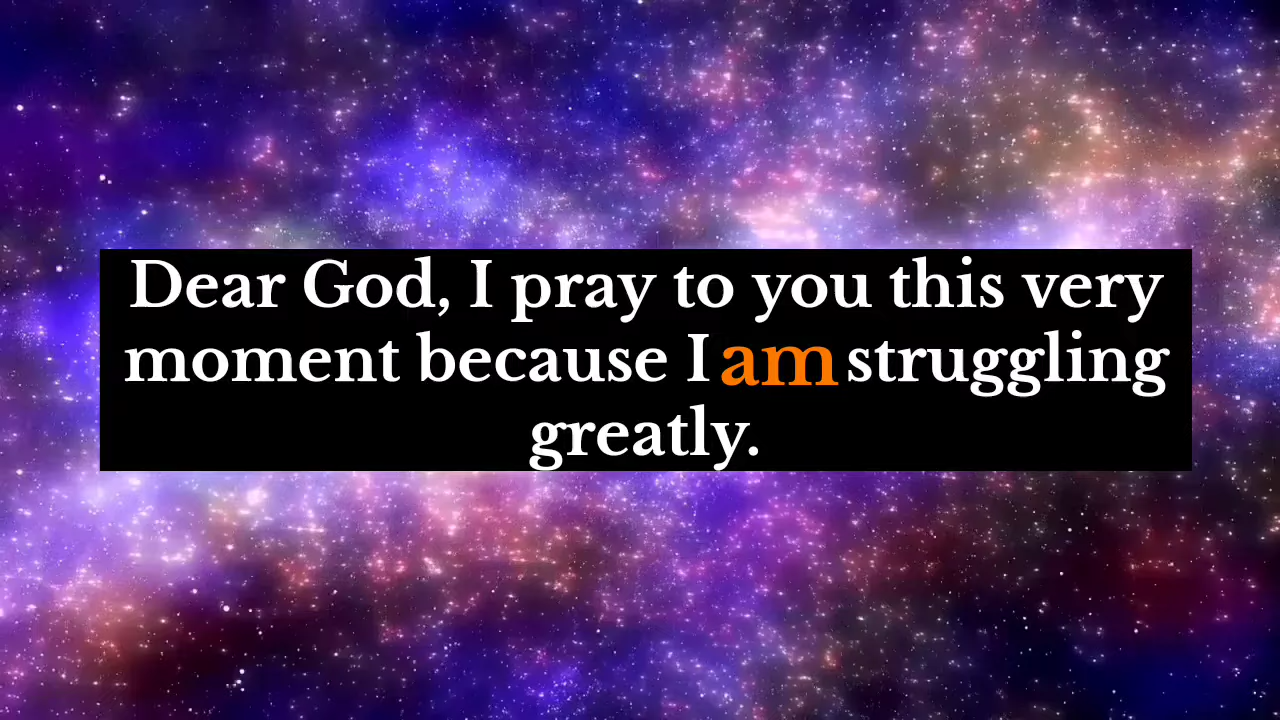 Dear God, I pray to you this very
moment because I am struggling
greatly.